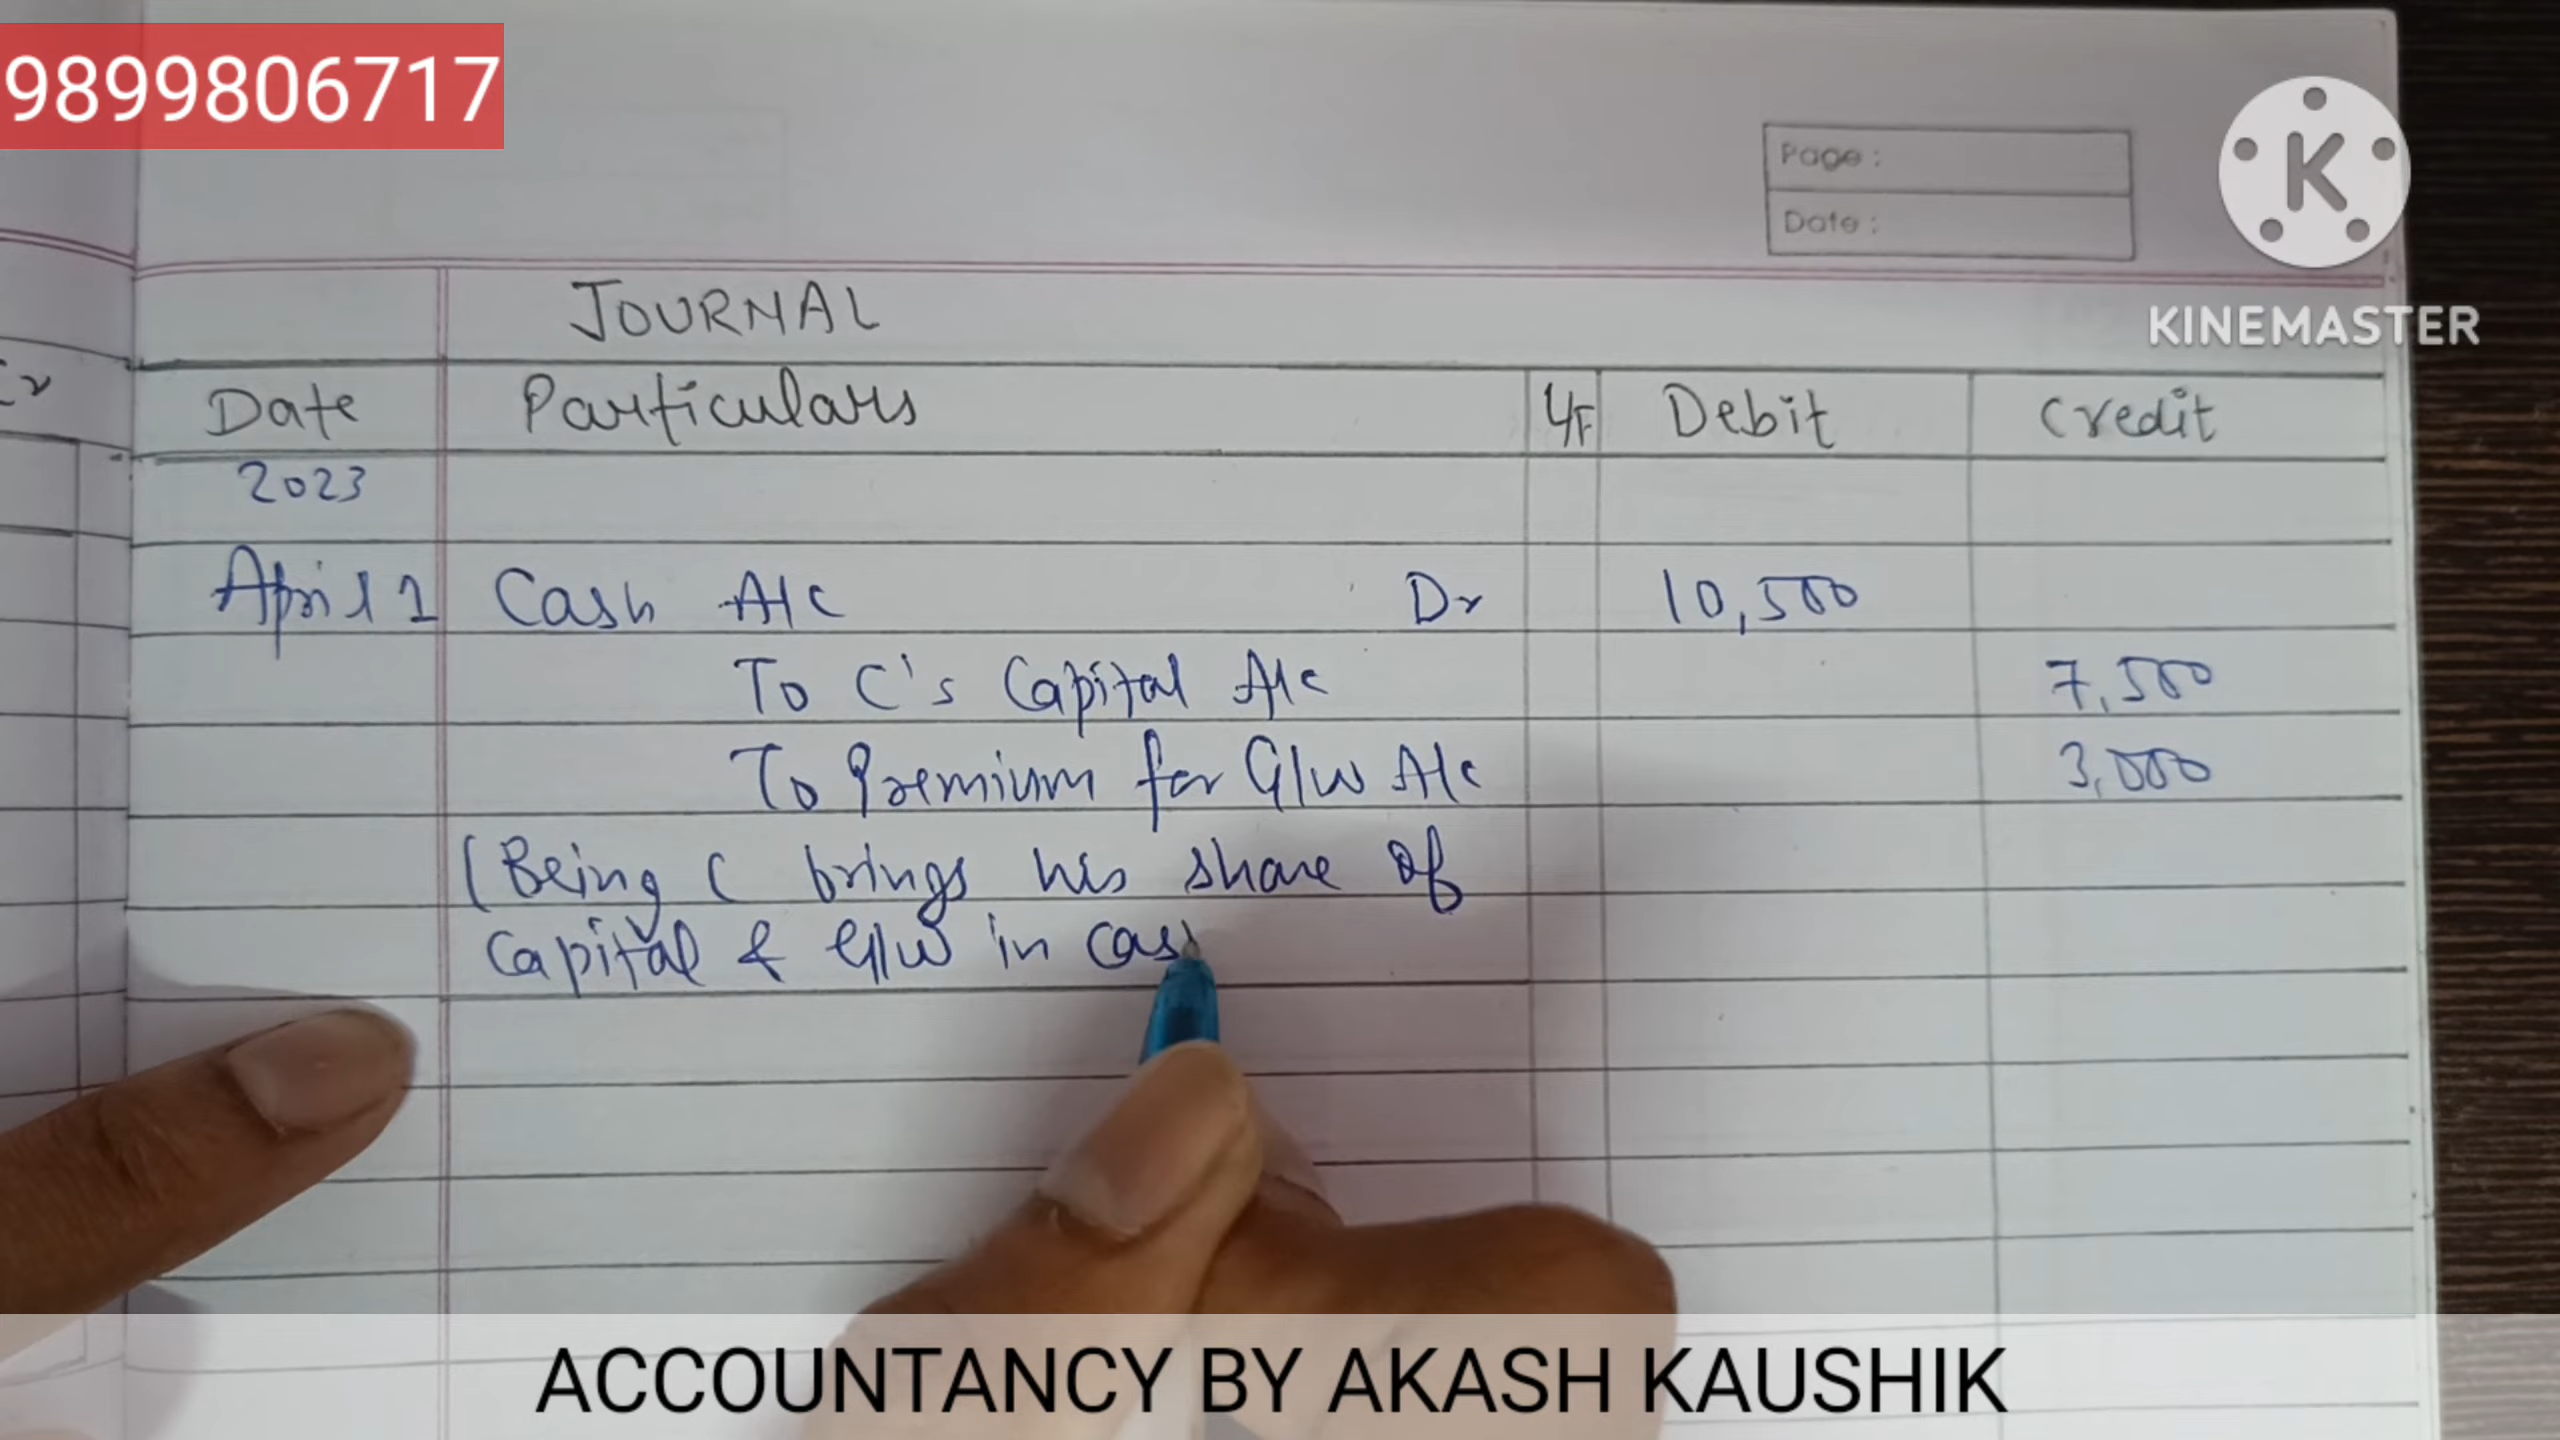 9899806717
Page :
Date :
KINEMASTER
JOURNAL
Date Particulars L/F Debit Credit
2023
April 1 Cash A/c Dr 10,500
To C's Capital A/c 7,500
To Premium for G/w A/c 3,000
(Being C brings his share of
Capital & G/w in cas
ACCOUNTANCY BY AKASH KAUSHIK